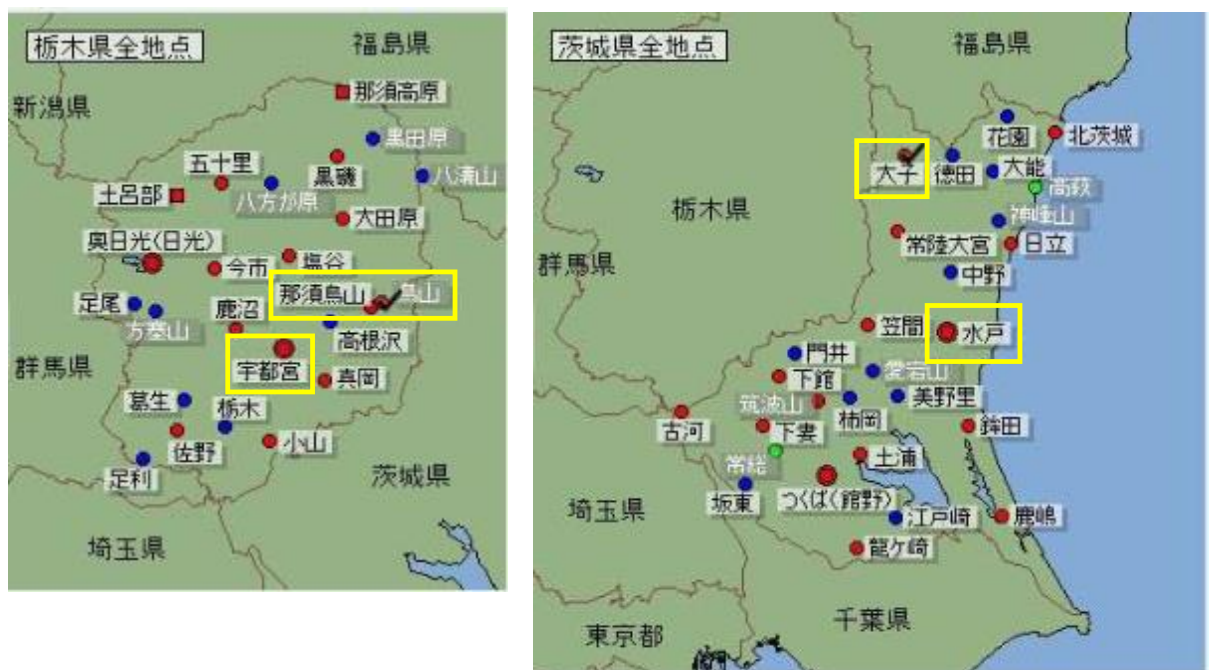 栃木県全地点
福島県
新潟県
那須高原
黒田原
五十里
黒磯
八溝山
土呂部
八方が原
大田原
奥日光(日光)
今市
塩谷
足尾
鹿沼
那須烏山
烏山
方塞山
高根沢
群馬県
宇都宮
真岡
葛生
栃木
佐野
小山
足利
茨城県
埼玉県
茨城県全地点
福島県
花園
北茨城
大子
徳田
大能
高萩
栃木県
神峰山
常陸大宮
日立
群馬県
中野
笠間
水戸
門井
下館
愛宕山
筑波山
柿岡
美野里
古河
下妻
鉾田
常総
土浦
坂東
つくば(館野)
埼玉県
江戸崎
鹿嶋
龍ケ崎
千葉県
東京都